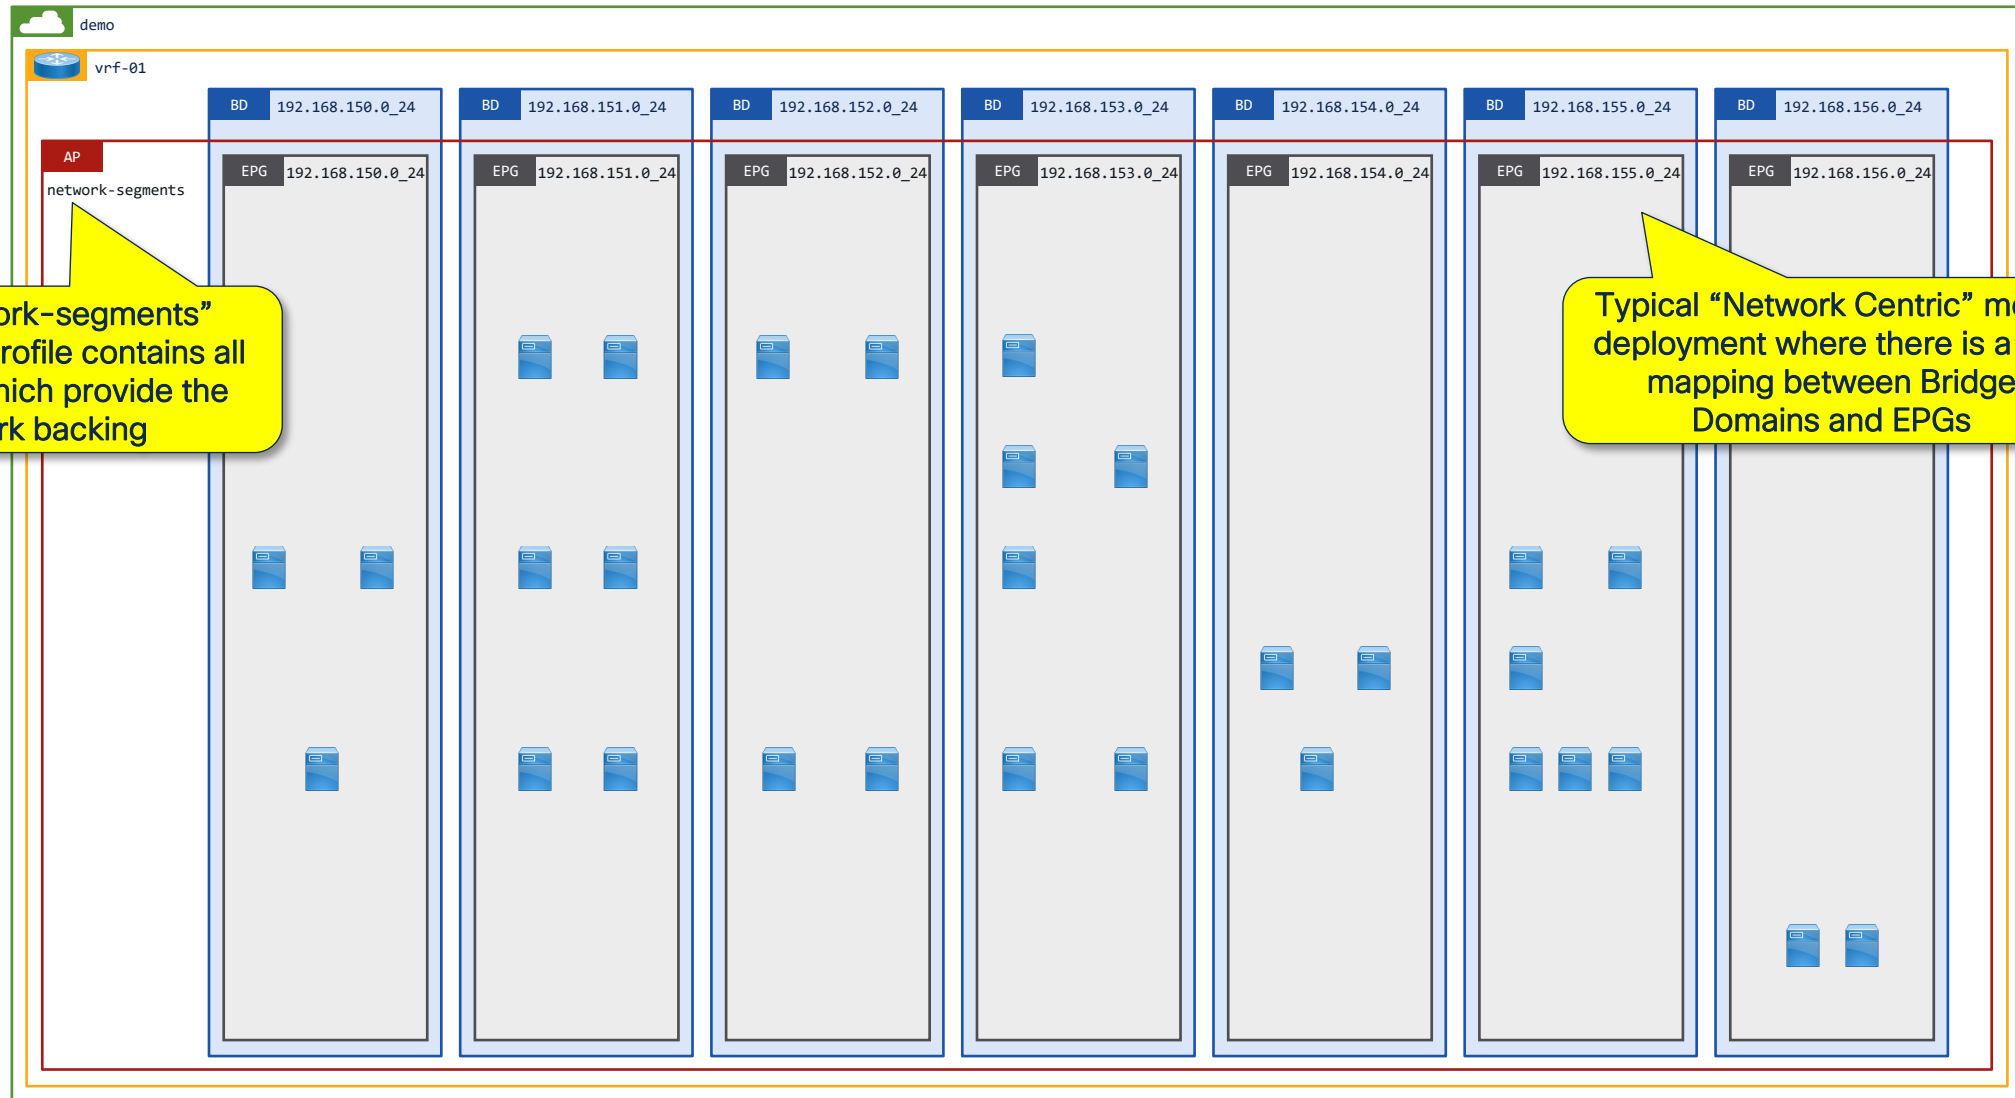 demo
vrf-01
BD 192.168.150.0_24
BD 192.168.151.0_24
BD 192.168.152.0_24
BD 192.168.153.0_24
BD 192.168.154.0_24
BD 192.168.155.0_24
BD 192.168.156.0_24
AP
network-segments
EPG 192.168.150.0_24
EPG 192.168.151.0_24
EPG 192.168.152.0_24
EPG 192.168.153.0_24
EPG 192.168.154.0_24
EPG 192.168.155.0_24
EPG 192.168.156.0_24
ork-segments”
rofile contains all
hich provide the
rk backing
Typical “Network Centric”
deployment where there is a
mapping between Bridge
Domains and EPGs